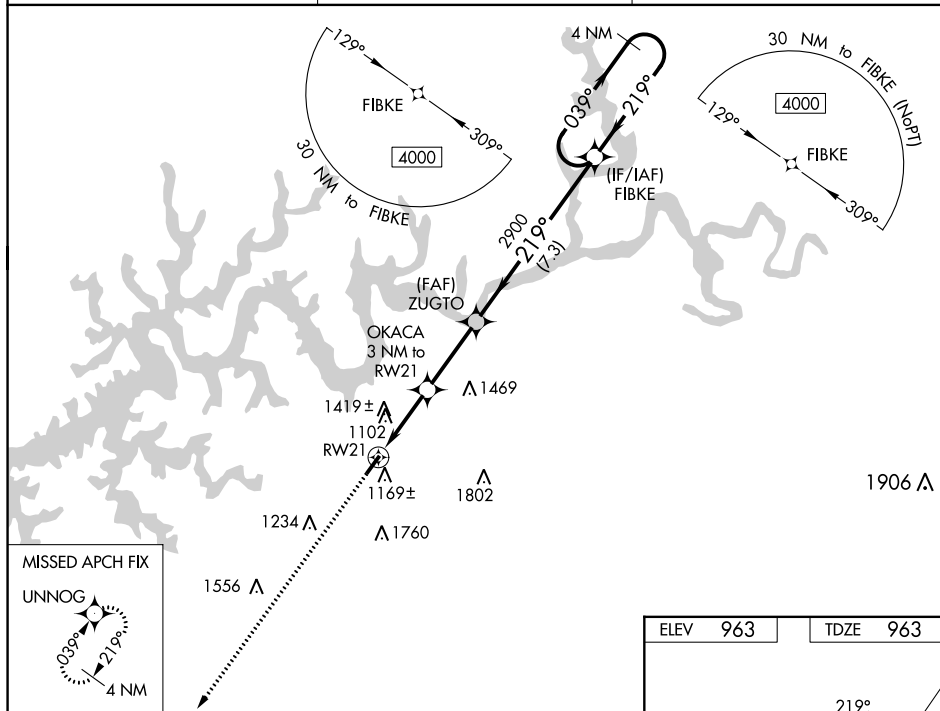 4 NM
039°
219°
129°
FIBKE
309°
4000
30 NM to FIBKE
30 NM to FIBKE (NoPT)
4000
129°
FIBKE
309°
(IF/IAF)
FIBKE
2900
219°
(7.3)
(FAF)
ZUGTO
OKACA
3 NM to
RW21
1469
1419±
1102
RW21
1169±
1802
1906
1234
1760
1556
MISSED APCH FIX
UNNOG
039°
219°
4 NM
ELEV 963
TDZE 963
219°